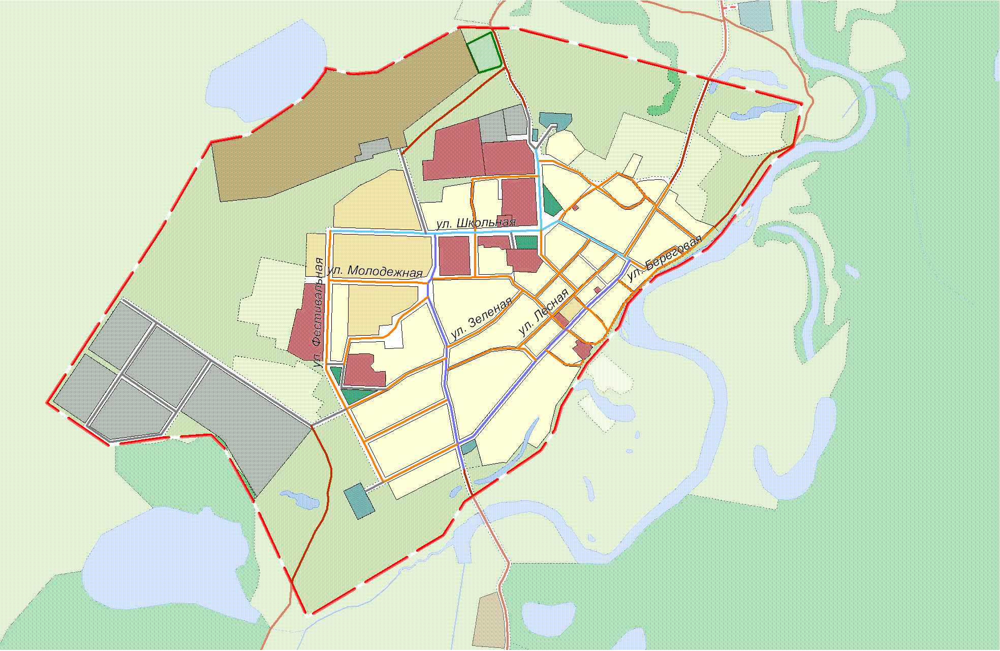 ул. Школьная
ул. Молодежная
ул. Береговая
ул. Фестивальная
ул. Зеленая
ул. Лесная